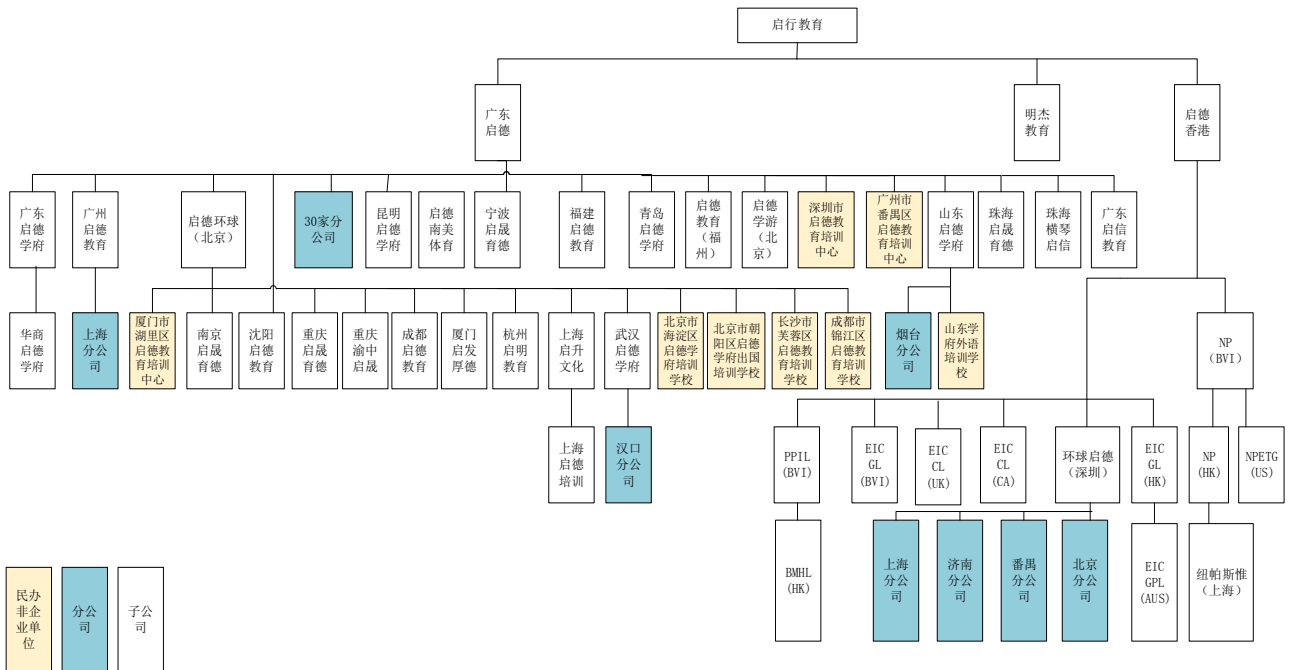 启行教育
广东
启德
明杰
教育
启德
香港
广东
启德
学府
广州
启德
教育
启德环球
（北京）
30家分
公司
昆明
启德
学府
启德
南美
体育
宁波
启晟
育德
福建
启德
教育
青岛
启德
学府
启德
教育
（福
州）
启德
学游
（北
京）
深圳市
启德教
育培训
中心
广州市
番禺区
启德教
育培训
中心
山东
启德
学府
珠海
启晟
育德
珠海
横琴
启信
广东
启信
教育
华商
启德
学府
上海
分公
司
厦门市
湖里区
启德教
育培训
中心
南京
启晟
育德
沈阳
启德
教育
重庆
启晟
育德
重庆
渝中
启晟
成都
启德
教育
厦门
启发
厚德
杭州
启明
教育
上海
启升
文化
武汉
启德
学府
北京市
海淀区
启德学
府培训
学校
北京市朝
阳区启德
学府出国
培训学校
长沙市
芙蓉区
启德教
育培训
学校
成都市
锦江区
启德教
育培训
学校
烟台
分公
司
山东学
府外语
培训学
校
NP
（BVI）
上海
启德
培训
汉口
分公
司
PPIL
(BVI)
EIC
GL
(BVI)
EIC
CL
(UK)
EIC
CL
(CA)
环球启德
（深圳）
EIC
GL
(HK)
NP
(HK)
NPETG
(US)
BMHL
(HK)
上海
分公
司
济南
分公
司
番禺
分公
司
北京
分公
司
EIC
GPL
(AUS)
纽帕斯惟
（上海）
民办
非企
业单
位
分公
司
子公
司